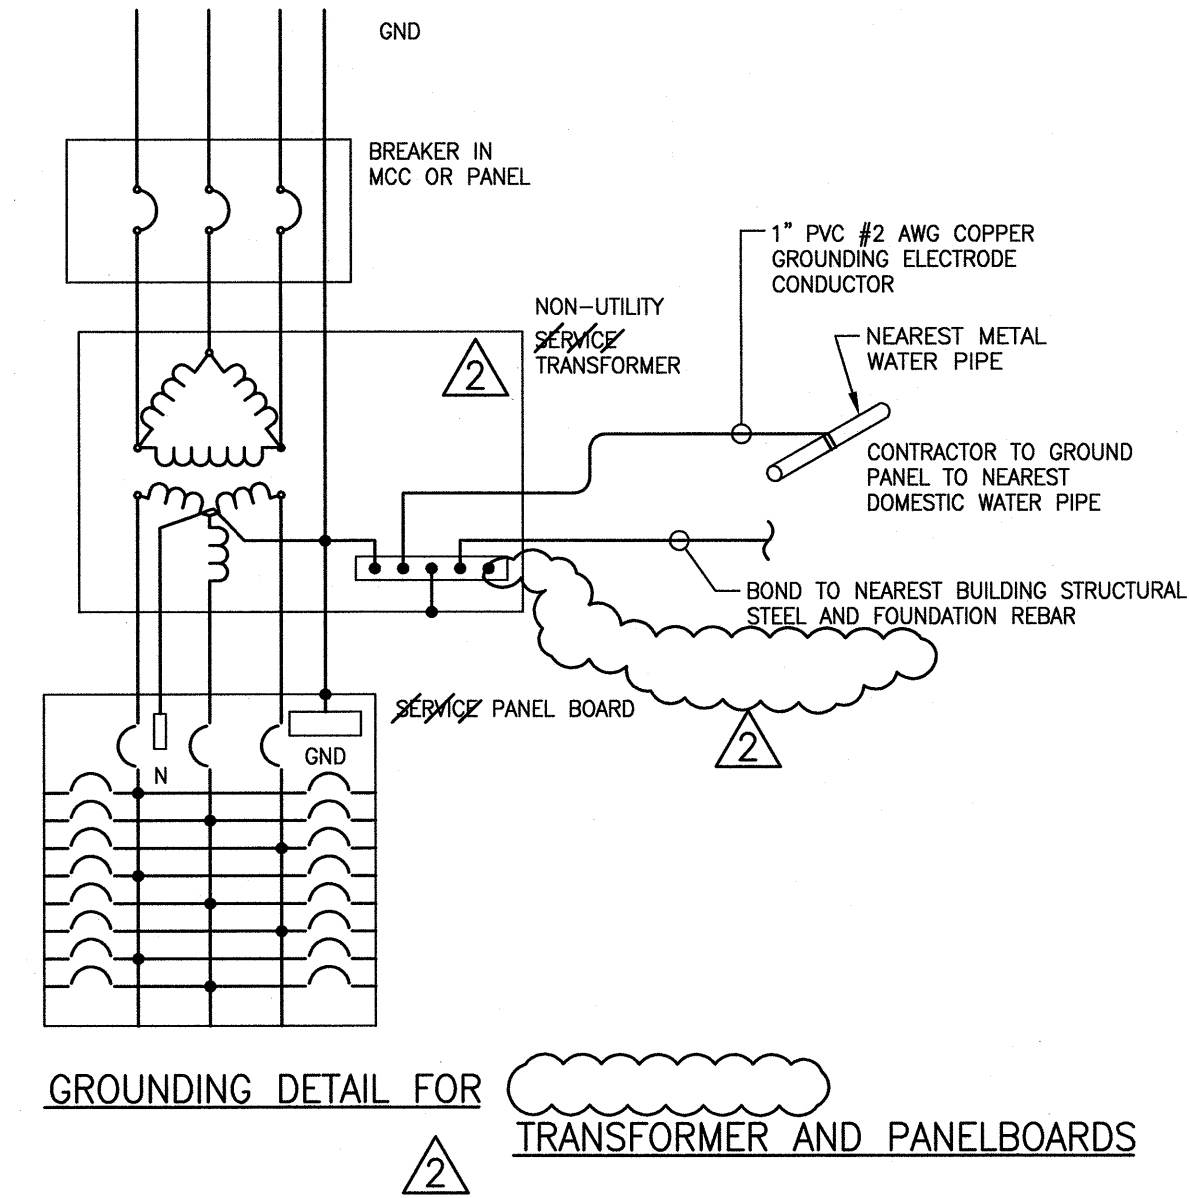 GND
BREAKER IN
MCC OR PANEL
1" PVC #2 AWG COPPER
GROUNDING ELECTRODE
CONDUCTOR
NON-UTILITY
SERVICE
TRANSFORMER
2
NEAREST METAL
WATER PIPE
CONTRACTOR TO GROUND
PANEL TO NEAREST
DOMESTIC WATER PIPE
BOND TO NEAREST BUILDING STRUCTURAL
STEEL AND FOUNDATION REBAR
SERVICE PANEL BOARD
2
GND
N
GROUNDING DETAIL FOR
TRANSFORMER AND PANELBOARDS
2